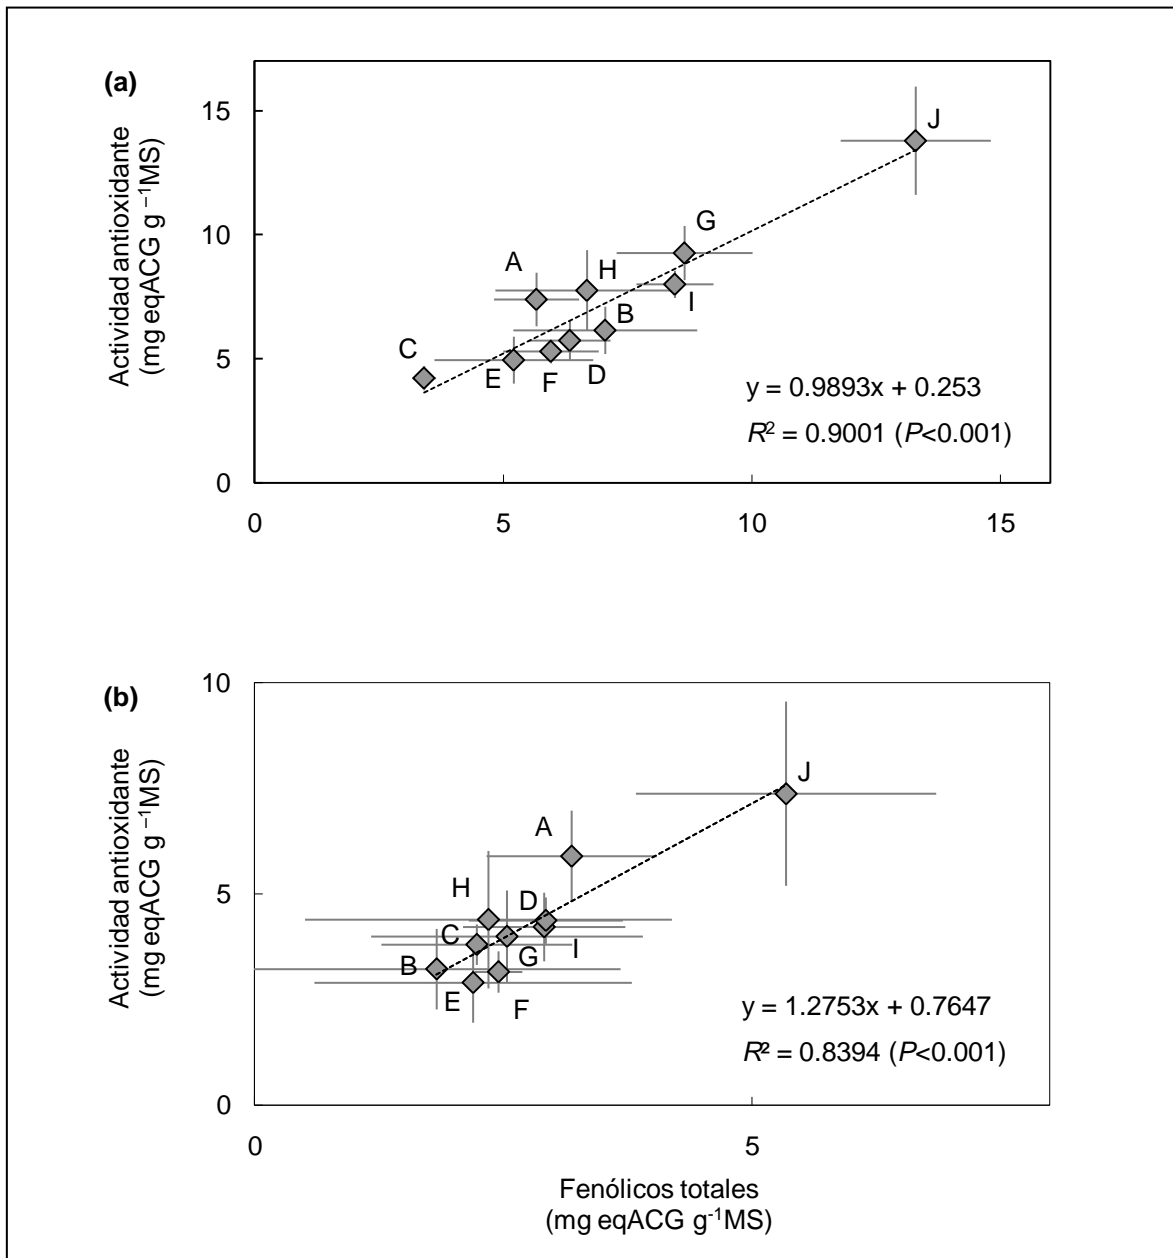 (a)
Actividad antioxidante
(mg eqACG g⁻¹MS)
15
10
5
0
J
G
A
H
I
B
C
E
F
D
y = 0.9893x + 0.253
R² = 0.9001 (P<0.001)
0 5 10 15
(b)
Actividad antioxidante
(mg eqACG g⁻¹MS)
10
5
0
J
A
H
D
C
I
G
B
E
F
y = 1.2753x + 0.7647
R² = 0.8394 (P<0.001)
0 5
Fenólicos totales
(mg eqACG g⁻¹MS)